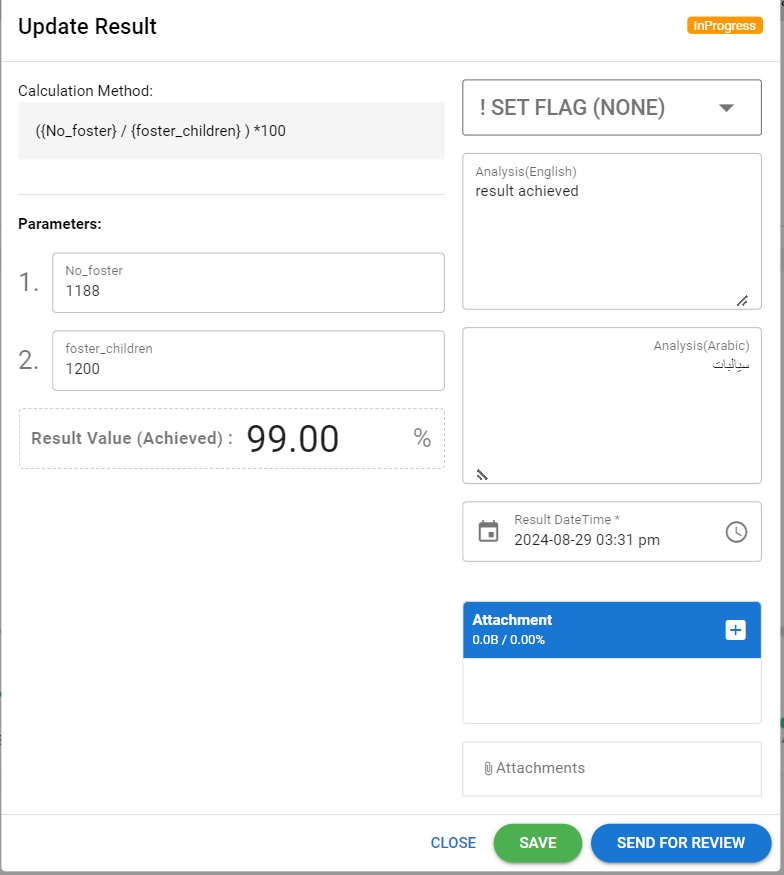 Update Result
InProgress
Calculation Method:
({No_foster} / {foster_children} ) *100
Parameters:
1.
No_foster
1188
2.
foster_children
1200
Result Value (Achieved) : 99.00 %
! SET FLAG (NONE)
Analysis(English)
result achieved
Analysis(Arabic)
سيالبات
Result DateTime *
2024-08-29 03:31 pm
Attachment
0.0B / 0.00%
Attachments
CLOSE
SAVE
SEND FOR REVIEW